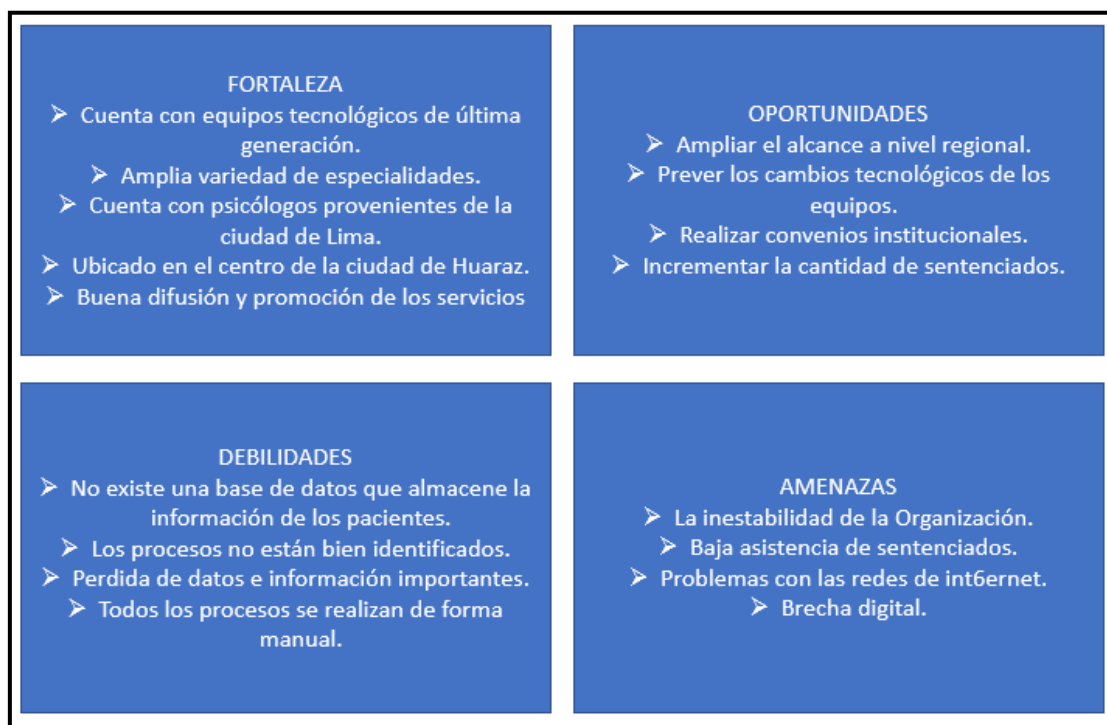 FORTALEZA
➢ Cuenta con equipos tecnológicos de última
generación.
➢ Amplia variedad de especialidades.
➢ Cuenta con psicólogos provenientes de la
ciudad de Lima.
➢ Ubicado en el centro de la ciudad de Huaraz.
➢ Buena difusión y promoción de los servicios
OPORTUNIDADES
➢ Ampliar el alcance a nivel regional.
➢ Prever los cambios tecnológicos de los
equipos.
➢ Realizar convenios institucionales.
➢ Incrementar la cantidad de sentenciados.
DEBILIDADES
➢ No existe una base de datos que almacene la
información de los pacientes.
➢ Los procesos no están bien identificados.
➢ Perdida de datos e información importantes.
➢ Todos los procesos se realizan de forma
manual.
AMENAZAS
➢ La inestabilidad de la Organización.
➢ Baja asistencia de sentenciados.
➢ Problemas con las redes de int6ernet.
➢ Brecha digital.